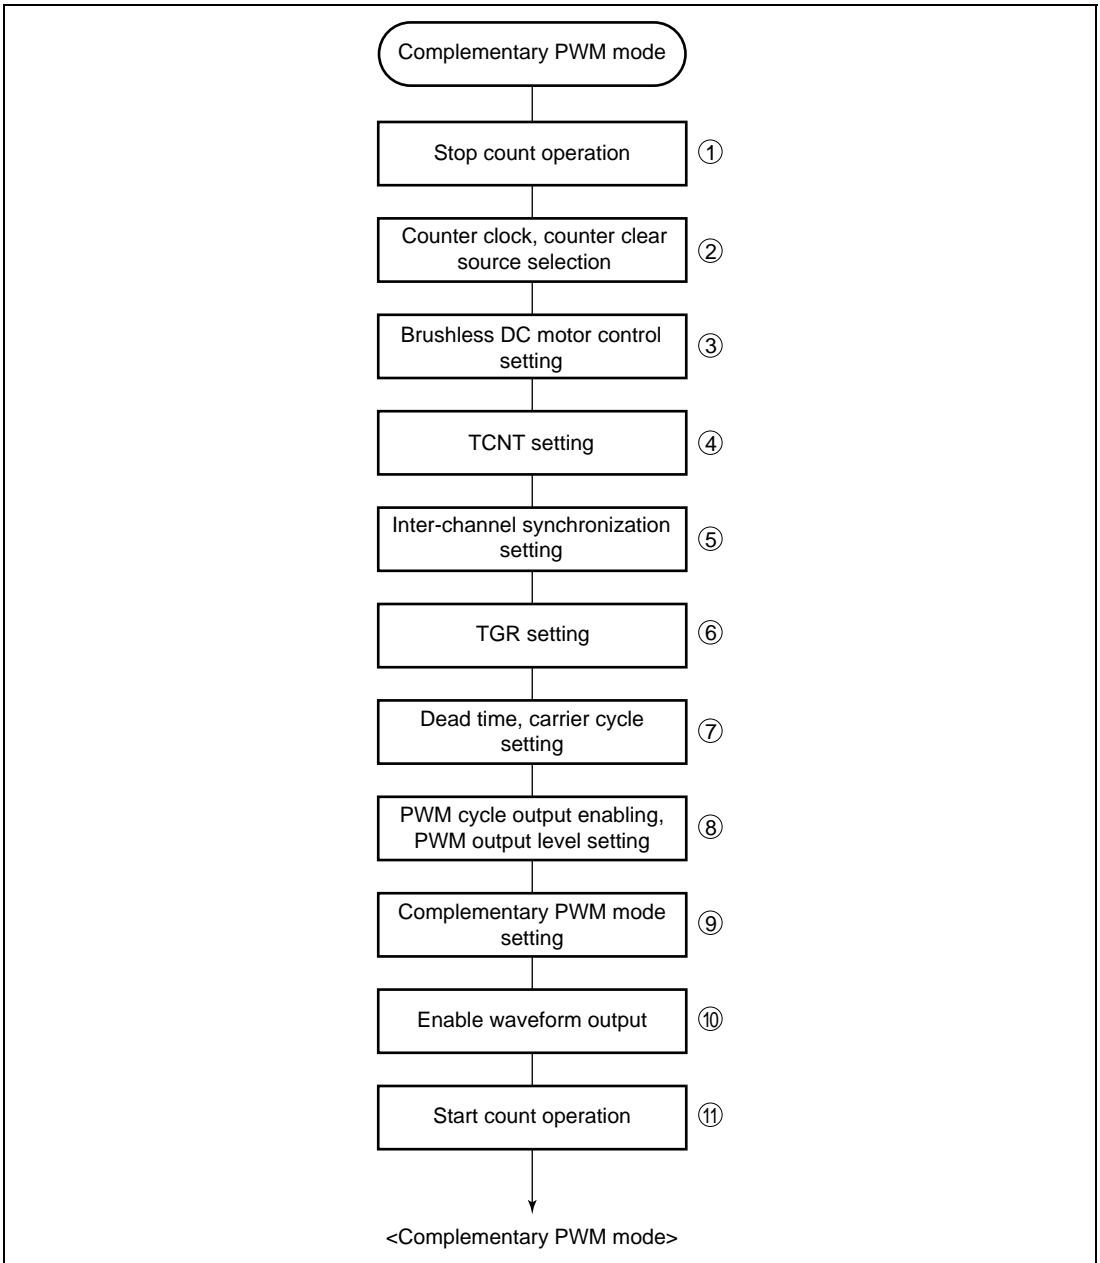 Complementary PWM mode
Stop count operation ①
Counter clock, counter clear
source selection ②
Brushless DC motor control
setting ③
TCNT setting ④
Inter-channel synchronization
setting ⑤
TGR setting ⑥
Dead time, carrier cycle
setting ⑦
PWM cycle output enabling,
PWM output level setting ⑧
Complementary PWM mode
setting ⑨
Enable waveform output ⑩
Start count operation ⑪
<Complementary PWM mode>